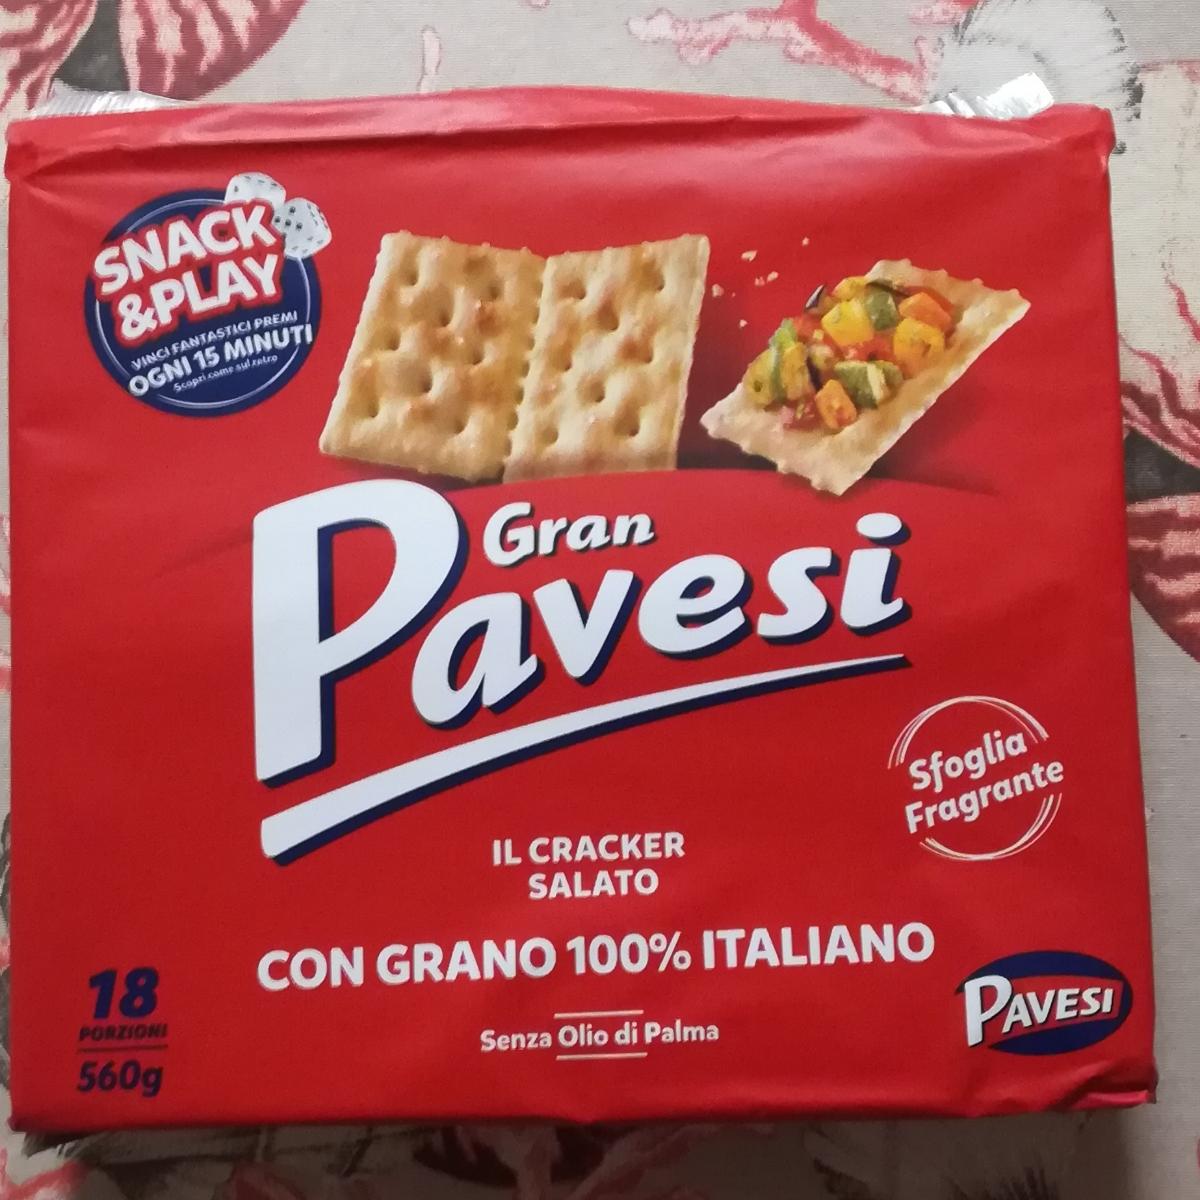 SNACK
&PLAY
VINCI FANTASTICI PREMI
OGNI 15 MINUTI
Scopri come sul retro
Gran
Pavesi
Sfoglia
Fragrante
IL CRACKER
SALATO
CON GRANO 100% ITALIANO
18
PORZIONI
560g
Senza Olio di Palma
PAVESI